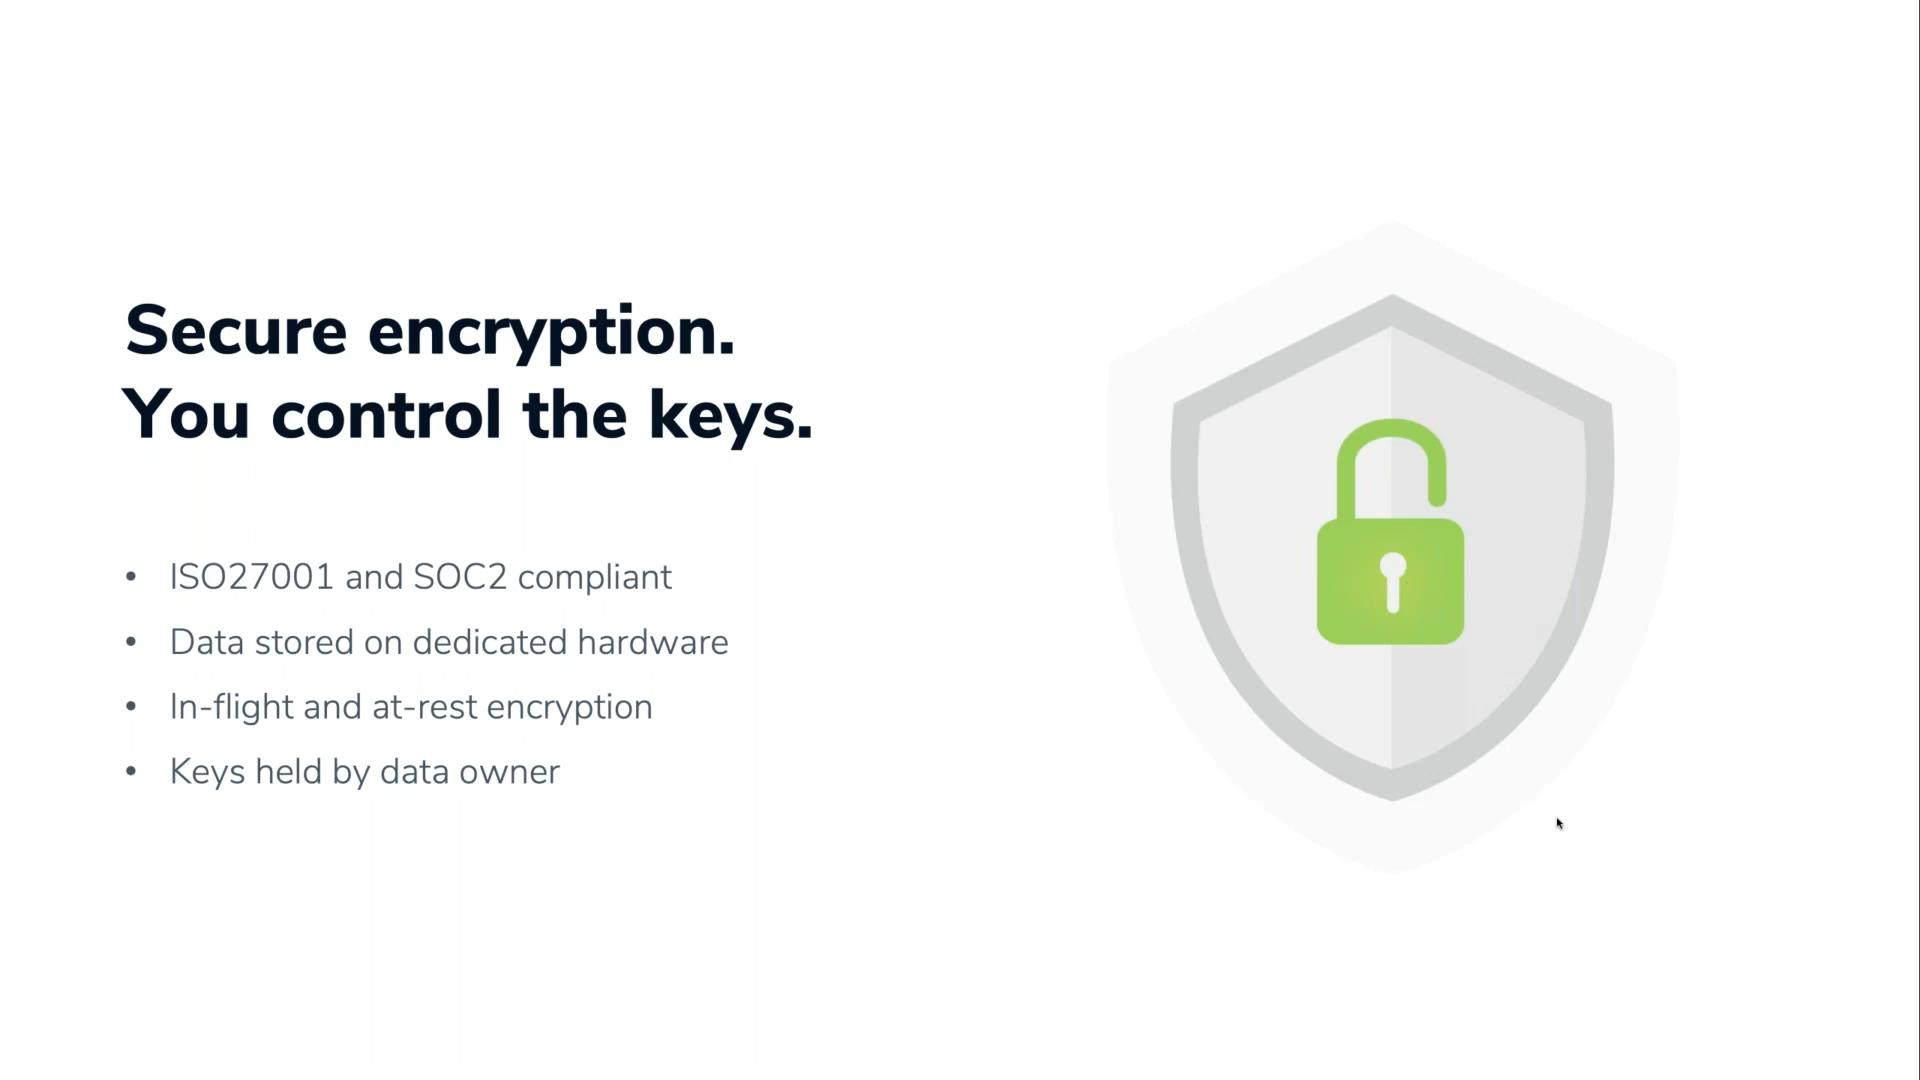 Secure encryption.
You control the keys.
• ISO27001 and SOC2 compliant
• Data stored on dedicated hardware
• In-flight and at-rest encryption
• Keys held by data owner